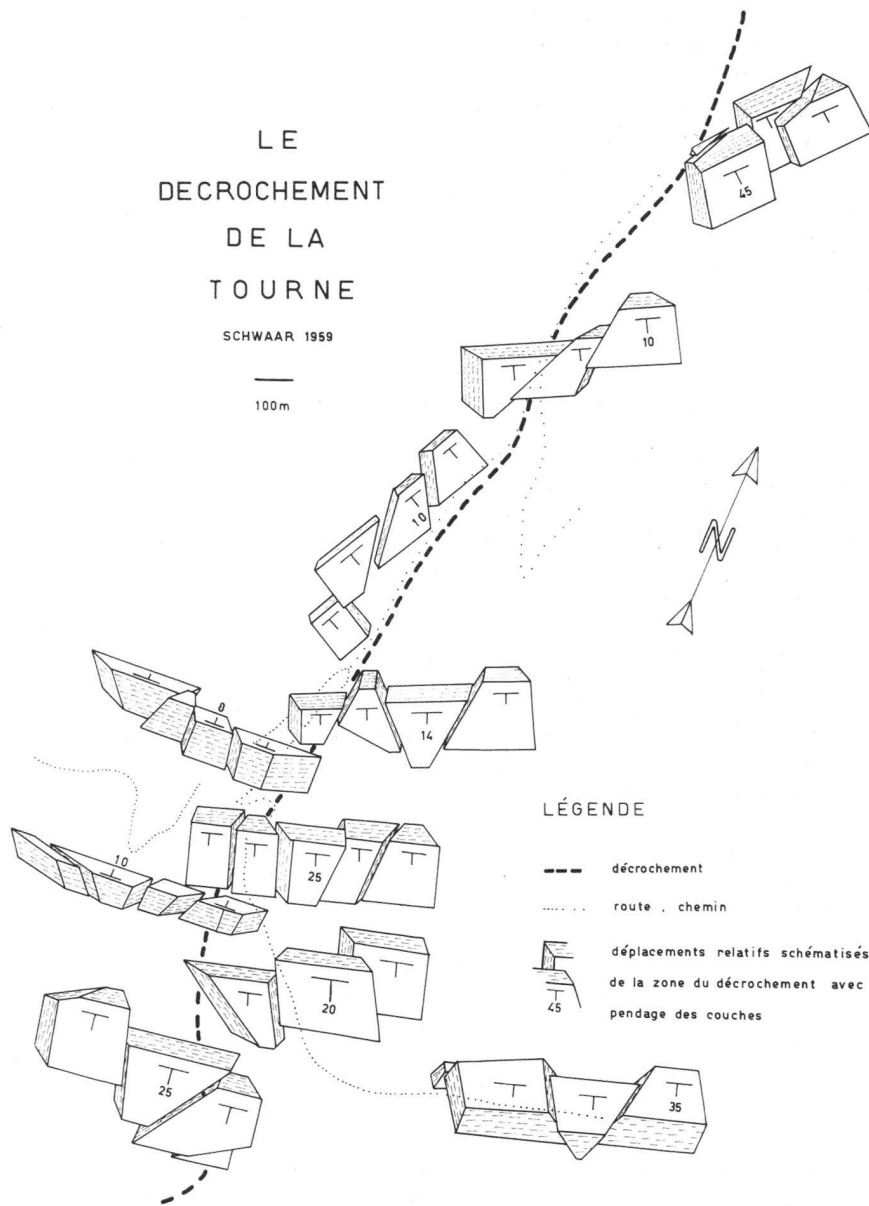 LE
DECROCHEMENT
DE LA
TOURNE
SCHWAAR 1959
100m
45
10
10
N
8
14
10
25
20
25
35
LÉGENDE
décrochement
route , chemin
déplacements relatifs schématisés
de la zone du décrochement avec
45 pendage des couches